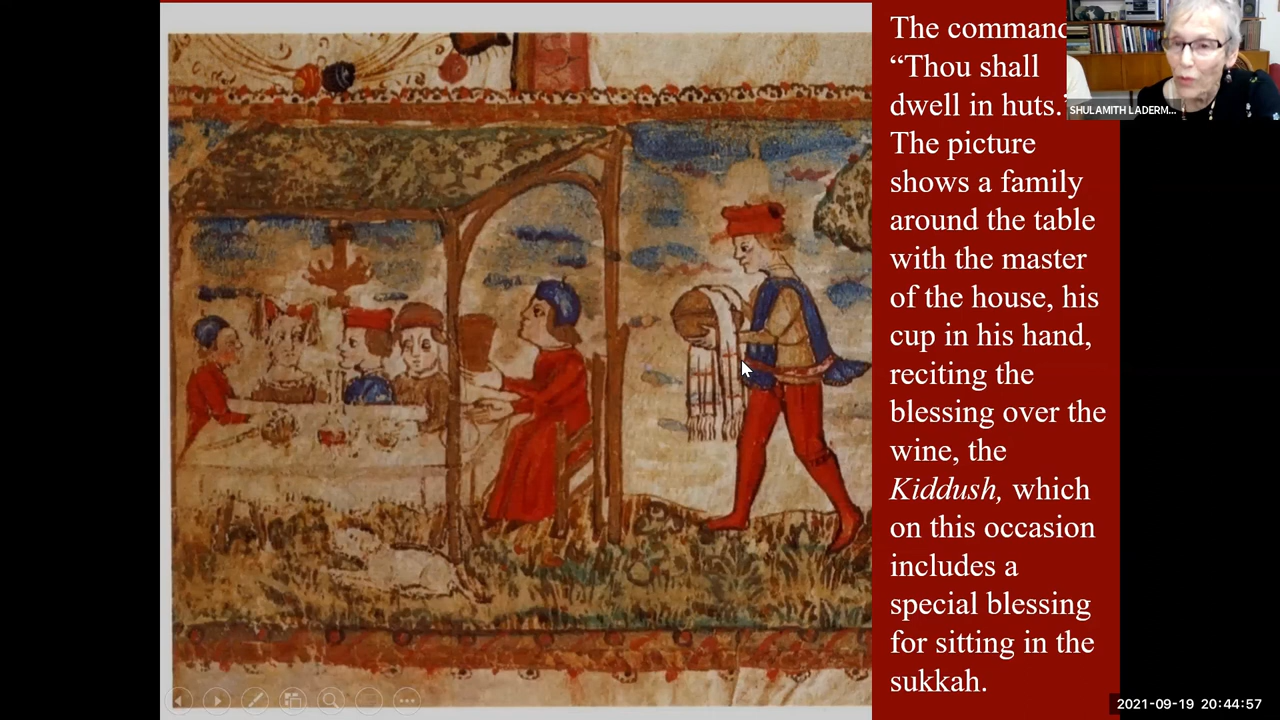 The command
“Thou shall
dwell in huts.
The picture
shows a family
around the table
with the master
of the house, his
cup in his hand,
reciting the
blessing over the
wine, the
Kiddush, which
on this occasion
includes a
special blessing
for sitting in the
sukkah.
SHULAMITH LADERM...
2021-09-19 20:44:57